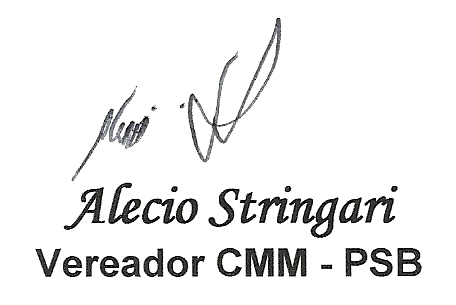 Alecio Stringari
Vereador CMM - PSB